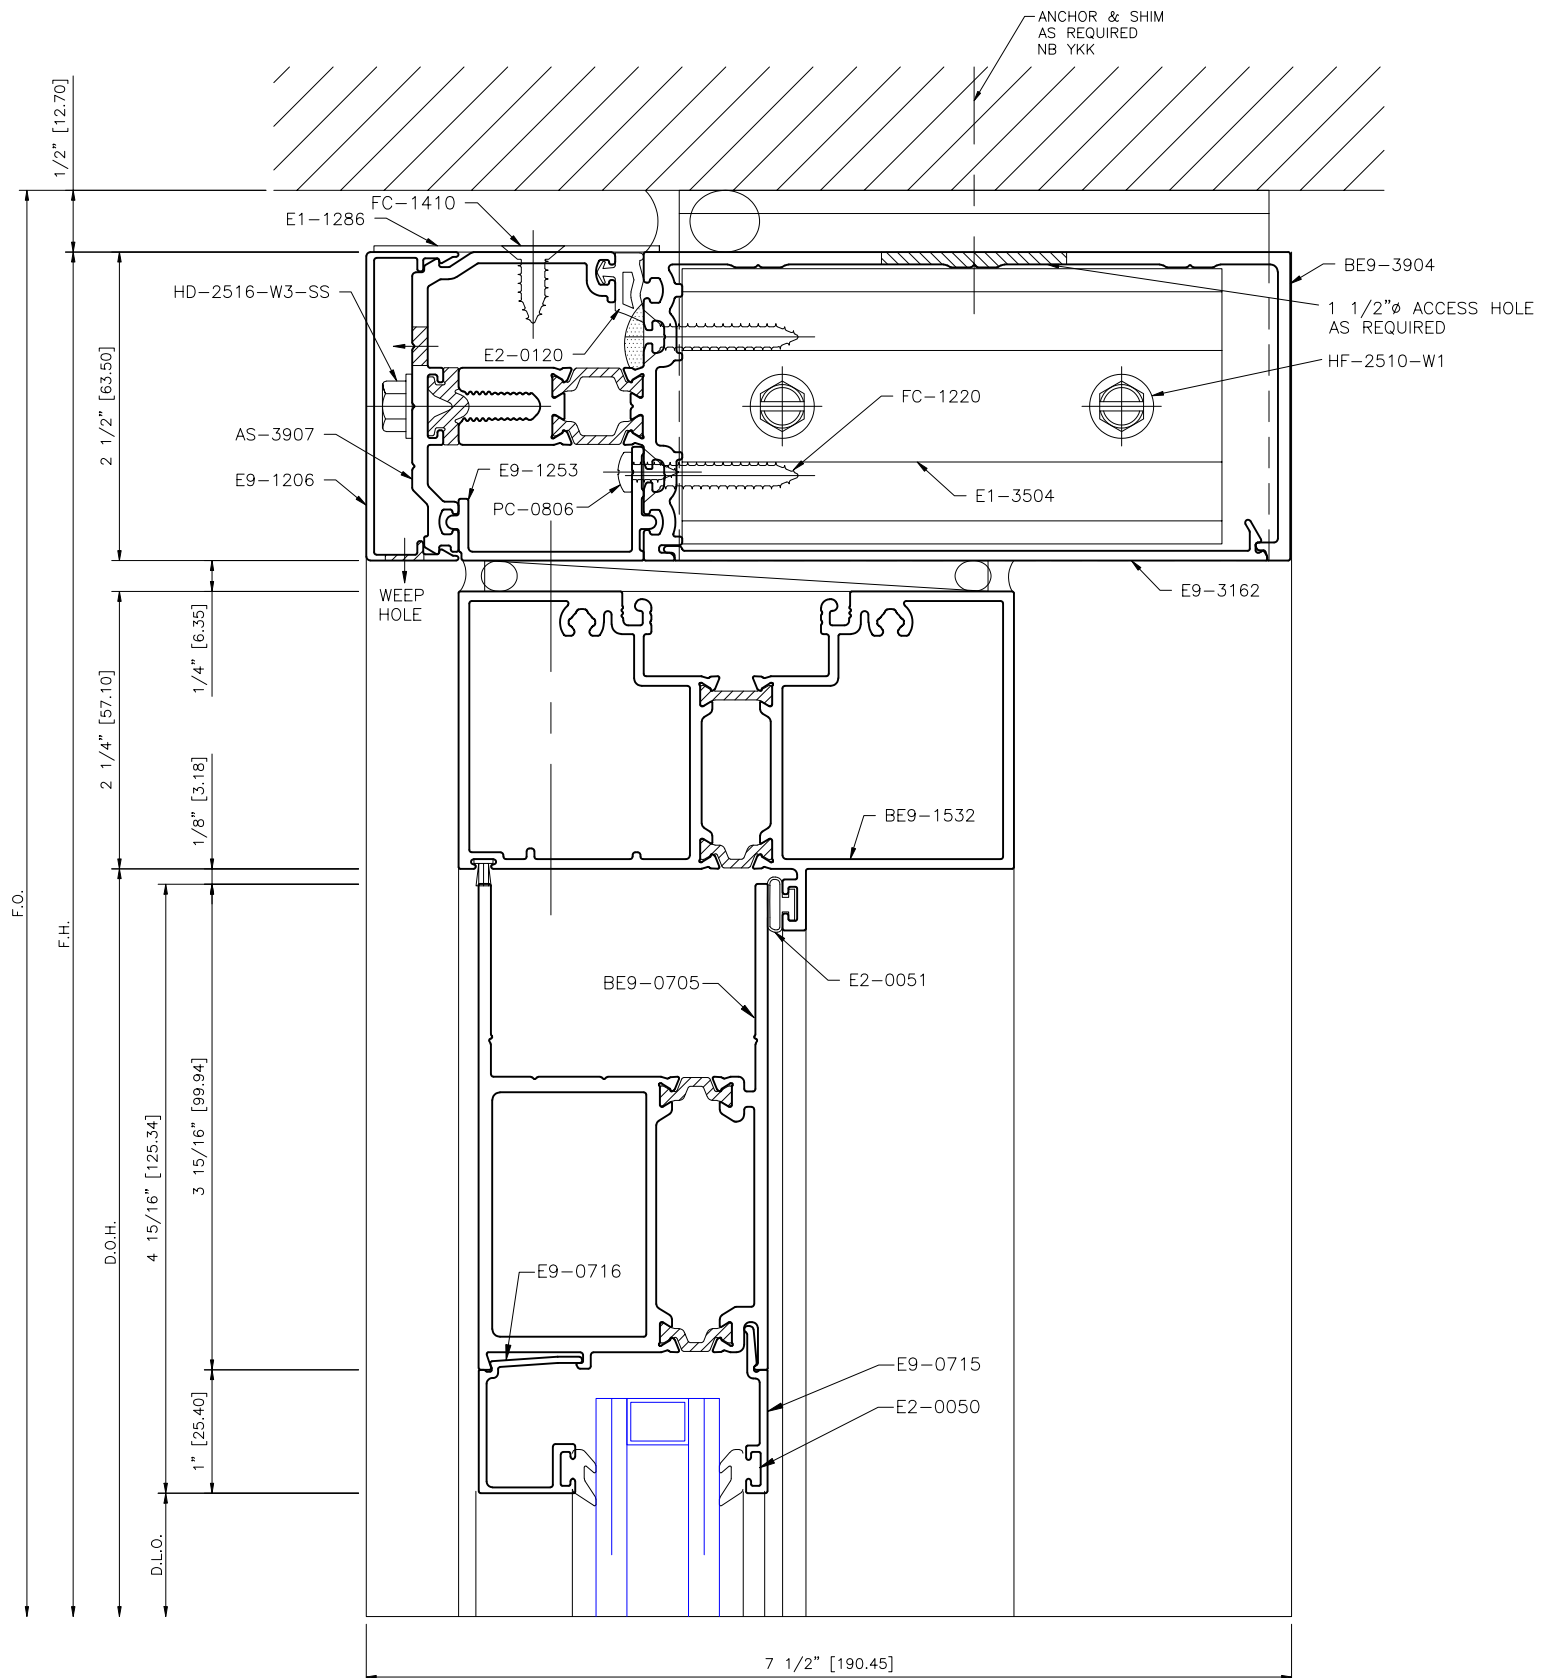 ANCHOR & SHIM
AS REQUIRED
NB YKK
1/2" [12.70]
FC-1410
E1-1286
BE9-3904
HD-2516-W3-SS
1 1/2"ø ACCESS HOLE
AS REQUIRED
E2-0120
HF-2510-W1
2 1/2" [63.50]
FC-1220
AS-3907
E9-1206
E9-1253
PC-0806
E1-3504
WEEP
HOLE
E9-3162
1/4" [6.35]
2 1/4" [57.10]
1/8" [3.18]
BE9-1532
F.O.
F.H.
BE9-0705
E2-0051
3 15/16" [99.94]
4 15/16" [125.34]
D.O.H.
E9-0716
E9-0715
E2-0050
1" [25.40]
D.L.O.
7 1/2" [190.45]